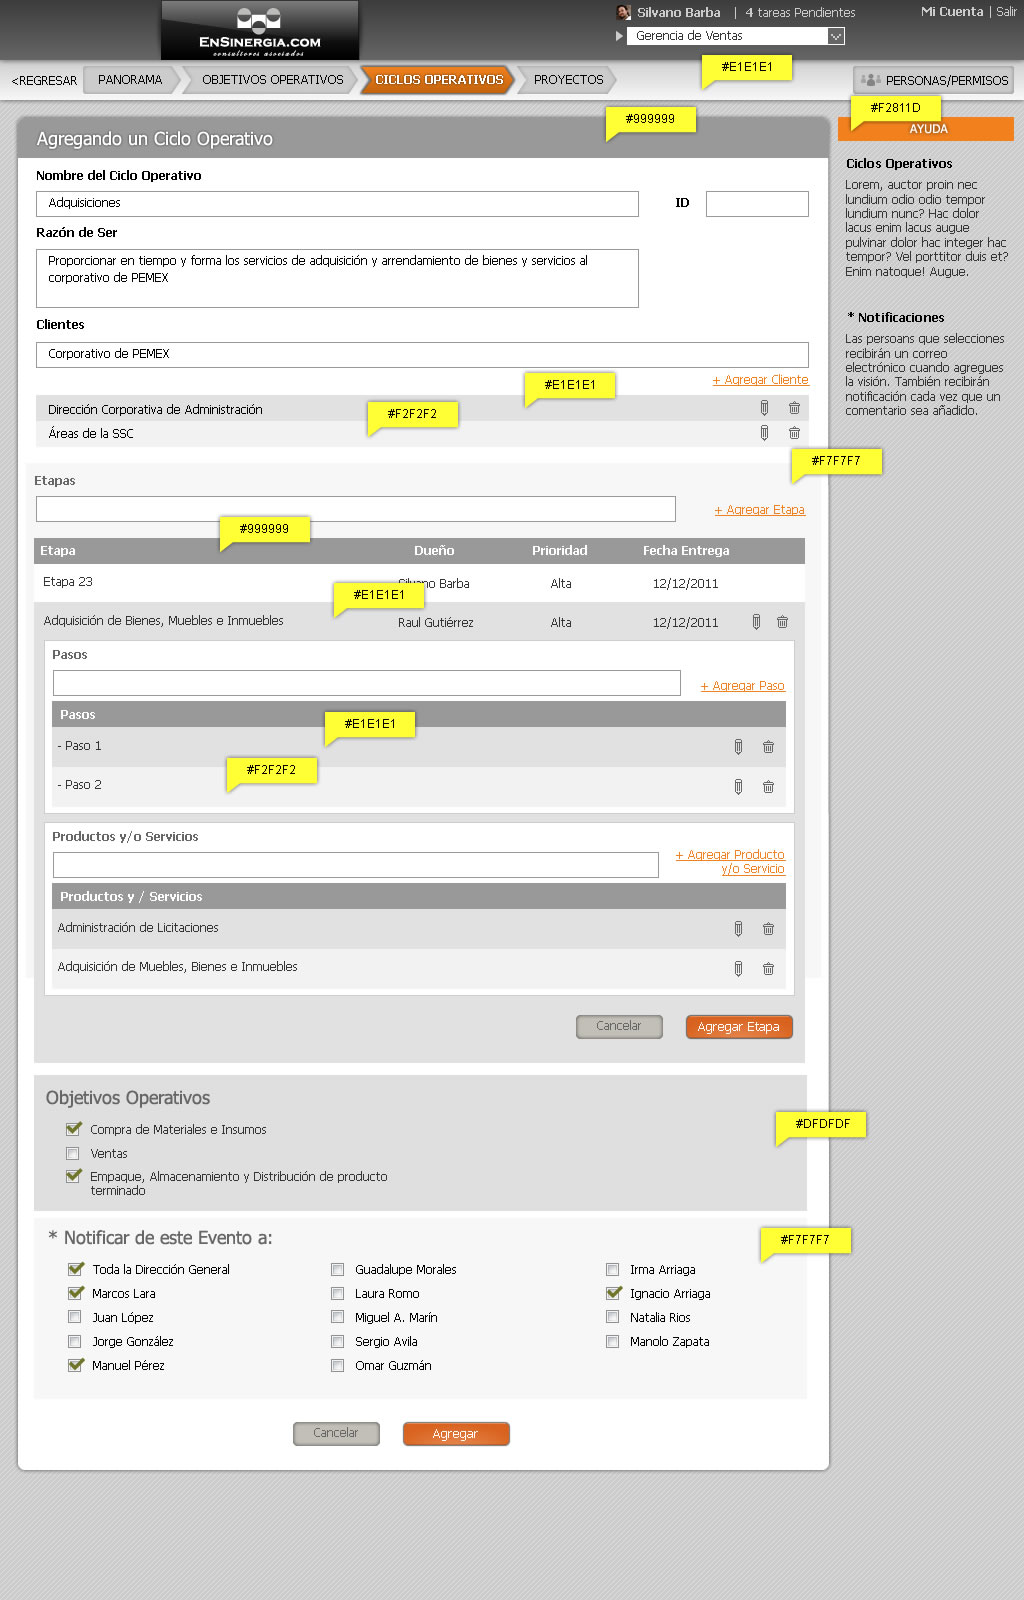 Silvano Barba | 4 tareas Pendientes
Mi Cuenta | Salir
EnSinergia.com
consultores asociados
Gerencia de Ventas
<REGRESAR
PANORAMA
OBJETIVOS OPERATIVOS
CICLOS OPERATIVOS
PROYECTOS
#E1E1E1
PERSONAS/PERMISOS
#F2811D
#999999
AYUDA
Agregando un Ciclo Operativo
Ciclos Operativos
Lorem, auctor proin nec
lundium odio odio tempor
lundium nunc? Hac dolor
lacus enim lacus augue
pulvinar dolor hac integer hac
tempor? Vel porttitor duis et?
Enim natoque! Augue.
* Notificaciones
Las persoans que selecciones
recibirán un correo
electrónico cuando agregues
la visión. También recibirán
notificación cada vez que un
comentario sea añadido.
Nombre del Ciclo Operativo
Adquisiciones
ID
Razón de Ser
Proporcionar en tiempo y forma los servicios de adquisición y arrendamiento de bienes y servicios al
corporativo de PEMEX
Clientes
Corporativo de PEMEX
+ Agregar Cliente
#E1E1E1
Dirección Corporativa de Administración
#F2F2F2
Áreas de la SSC
#F7F7F7
Etapas
+ Agregar Etapa
#999999
Etapa Dueño Prioridad Fecha Entrega
Etapa 23 Silvano Barba Alta 12/12/2011
#E1E1E1
Adquisición de Bienes, Muebles e Inmuebles Raul Gutiérrez Alta 12/12/2011
Pasos
+ Agregar Paso
Pasos
#E1E1E1
- Paso 1
#F2F2F2
- Paso 2
Productos y/o Servicios
+ Agregar Producto
y/o Servicio
Productos y / Servicios
Administración de Licitaciones
Adquisición de Muebles, Bienes e Inmuebles
Cancelar
Agregar Etapa
Objetivos Operativos
#DFDFDF
Compra de Materiales e Insumos
Ventas
Empaque, Almacenamiento y Distribución de producto
terminado
* Notificar de este Evento a:
#F7F7F7
Toda la Dirección General Guadalupe Morales Irma Arriaga
Marcos Lara Laura Romo Ignacio Arriaga
Juan López Miguel A. Marín Natalia Rios
Jorge González Sergio Avila Manolo Zapata
Manuel Pérez Omar Guzmán
Cancelar
Agregar